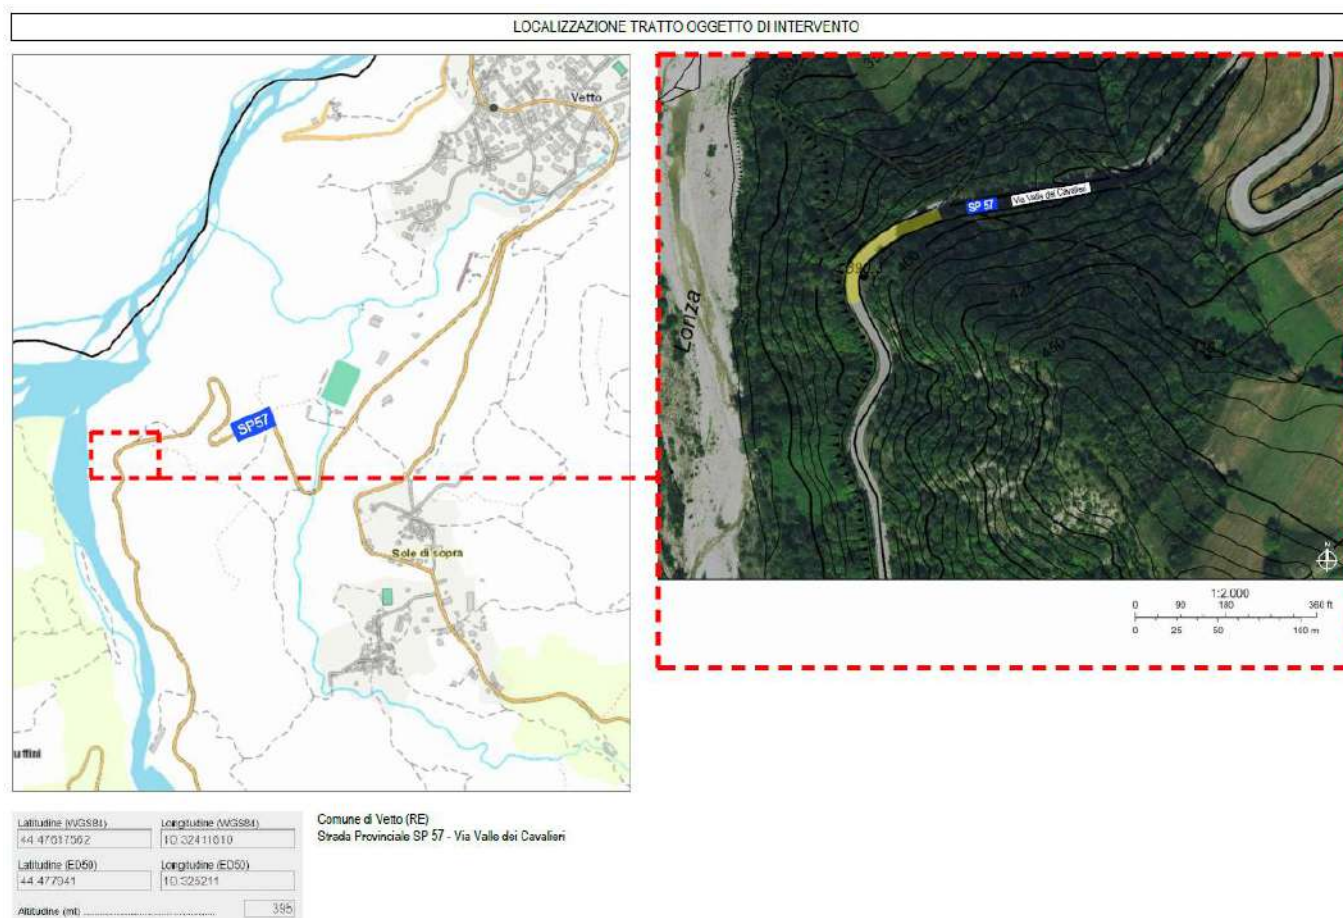 LOCALIZZAZIONE TRATTO OGGETTO DI INTERVENTO
Vetto
SP57
Sole di sopra
uffini
SP 57
Via Valle dei Cavalieri
Lonza
450
1:2.000
0 90 180 360 ft
0 25 50 100 m
Comune di Vetto (RE)
Strada Provinciale SP 57 - Via Valle dei Cavalieri
Latitudine (WGS84) Longitudine (WGS84)
44.47617562 10.32411610
Latitudine (ED50) Longitudine (ED50)
44.477041 10.325211
Altitudine (mt) 395